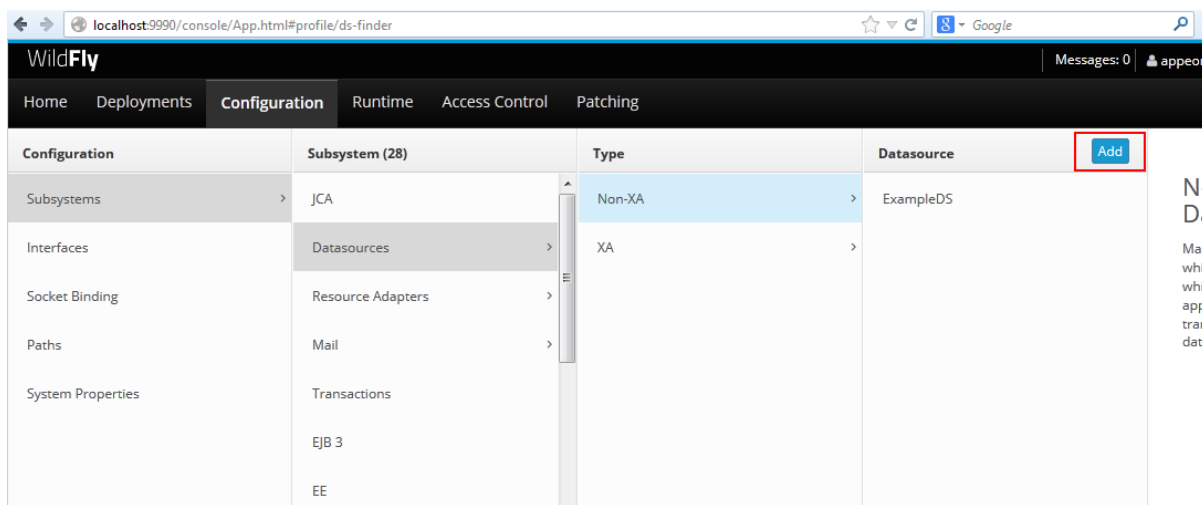 localhost:9990/console/App.html#profile/ds-finder
Google
WildFly
Messages: 0
Home Deployments Configuration Runtime Access Control Patching
Configuration Subsystem (28) Type Datasource Add
Subsystems JCA Non-XA ExampleDS
Interfaces Datasources XA
Socket Binding Resource Adapters
Paths Mail
System Properties Transactions
EJB 3
EE